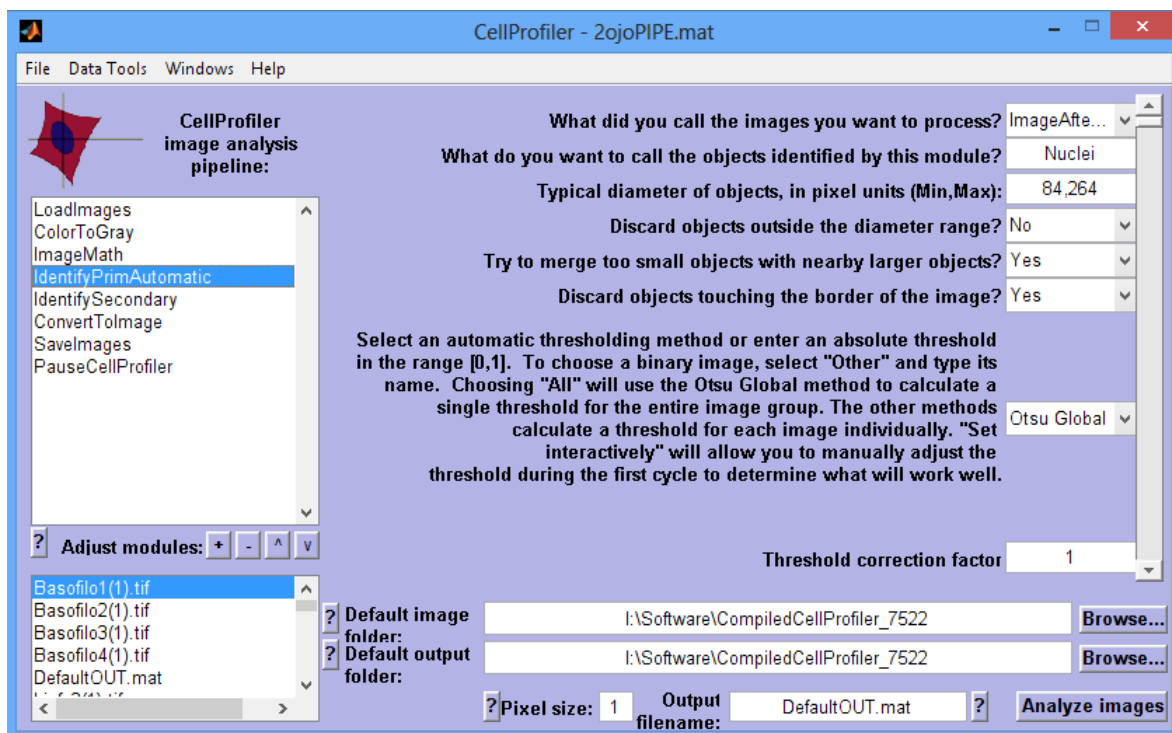 CellProfiler - 2ojoPIPE.mat
File Data Tools Windows Help
CellProfiler
image analysis
pipeline:
LoadImages
ColorToGray
ImageMath
IdentifyPrimAutomatic
IdentifySecondary
ConvertToImage
SaveImages
PauseCellProfiler
? Adjust modules: + - ^ v
Basofilo1(1).tif
Basofilo2(1).tif
Basofilo3(1).tif
Basofilo4(1).tif
DefaultOUT.mat
What did you call the images you want to process? ImageAfte...
What do you want to call the objects identified by this module? Nuclei
Typical diameter of objects, in pixel units (Min,Max): 84,264
Discard objects outside the diameter range? No
Try to merge too small objects with nearby larger objects? Yes
Discard objects touching the border of the image? Yes
Select an automatic thresholding method or enter an absolute threshold
in the range [0,1]. To choose a binary image, select "Other" and type its
name. Choosing "All" will use the Otsu Global method to calculate a
single threshold for the entire image group. The other methods
calculate a threshold for each image individually. "Set
interactively" will allow you to manually adjust the
threshold during the first cycle to determine what will work well.
Otsu Global
Threshold correction factor 1
? Default image
folder:
I:\Software\CompiledCellProfiler_7522 Browse...
? Default output
folder:
I:\Software\CompiledCellProfiler_7522 Browse...
? Pixel size: 1
Output
filename:
DefaultOUT.mat ? Analyze images